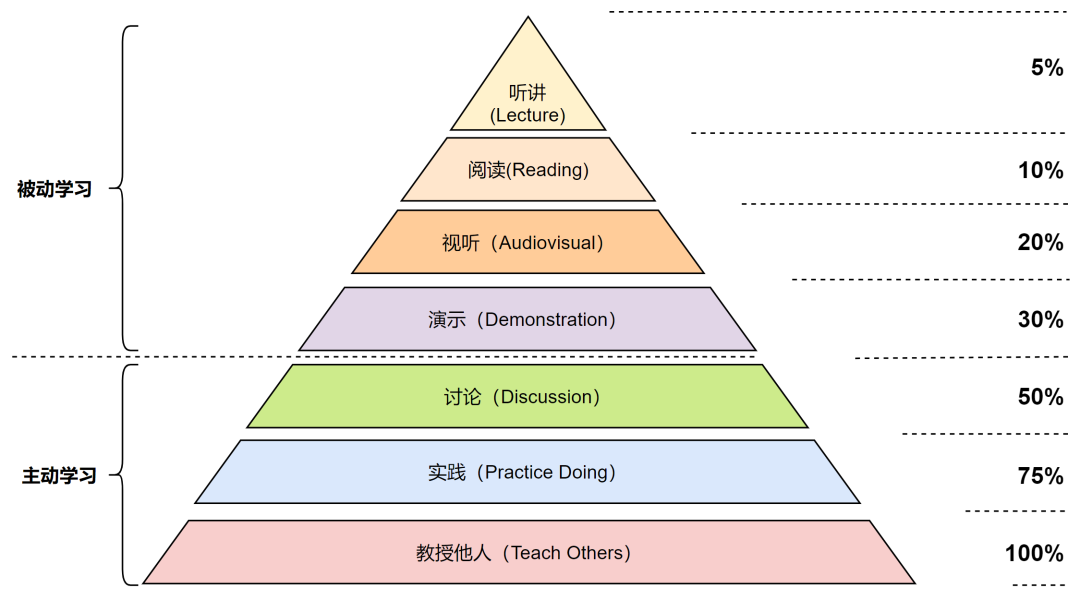 听讲
(Lecture)
5%
阅读(Reading)
10%
被动学习
视听（Audiovisual）
20%
演示（Demonstration）
30%
讨论（Discussion）
50%
主动学习
实践（Practice Doing）
75%
教授他人（Teach Others）
100%